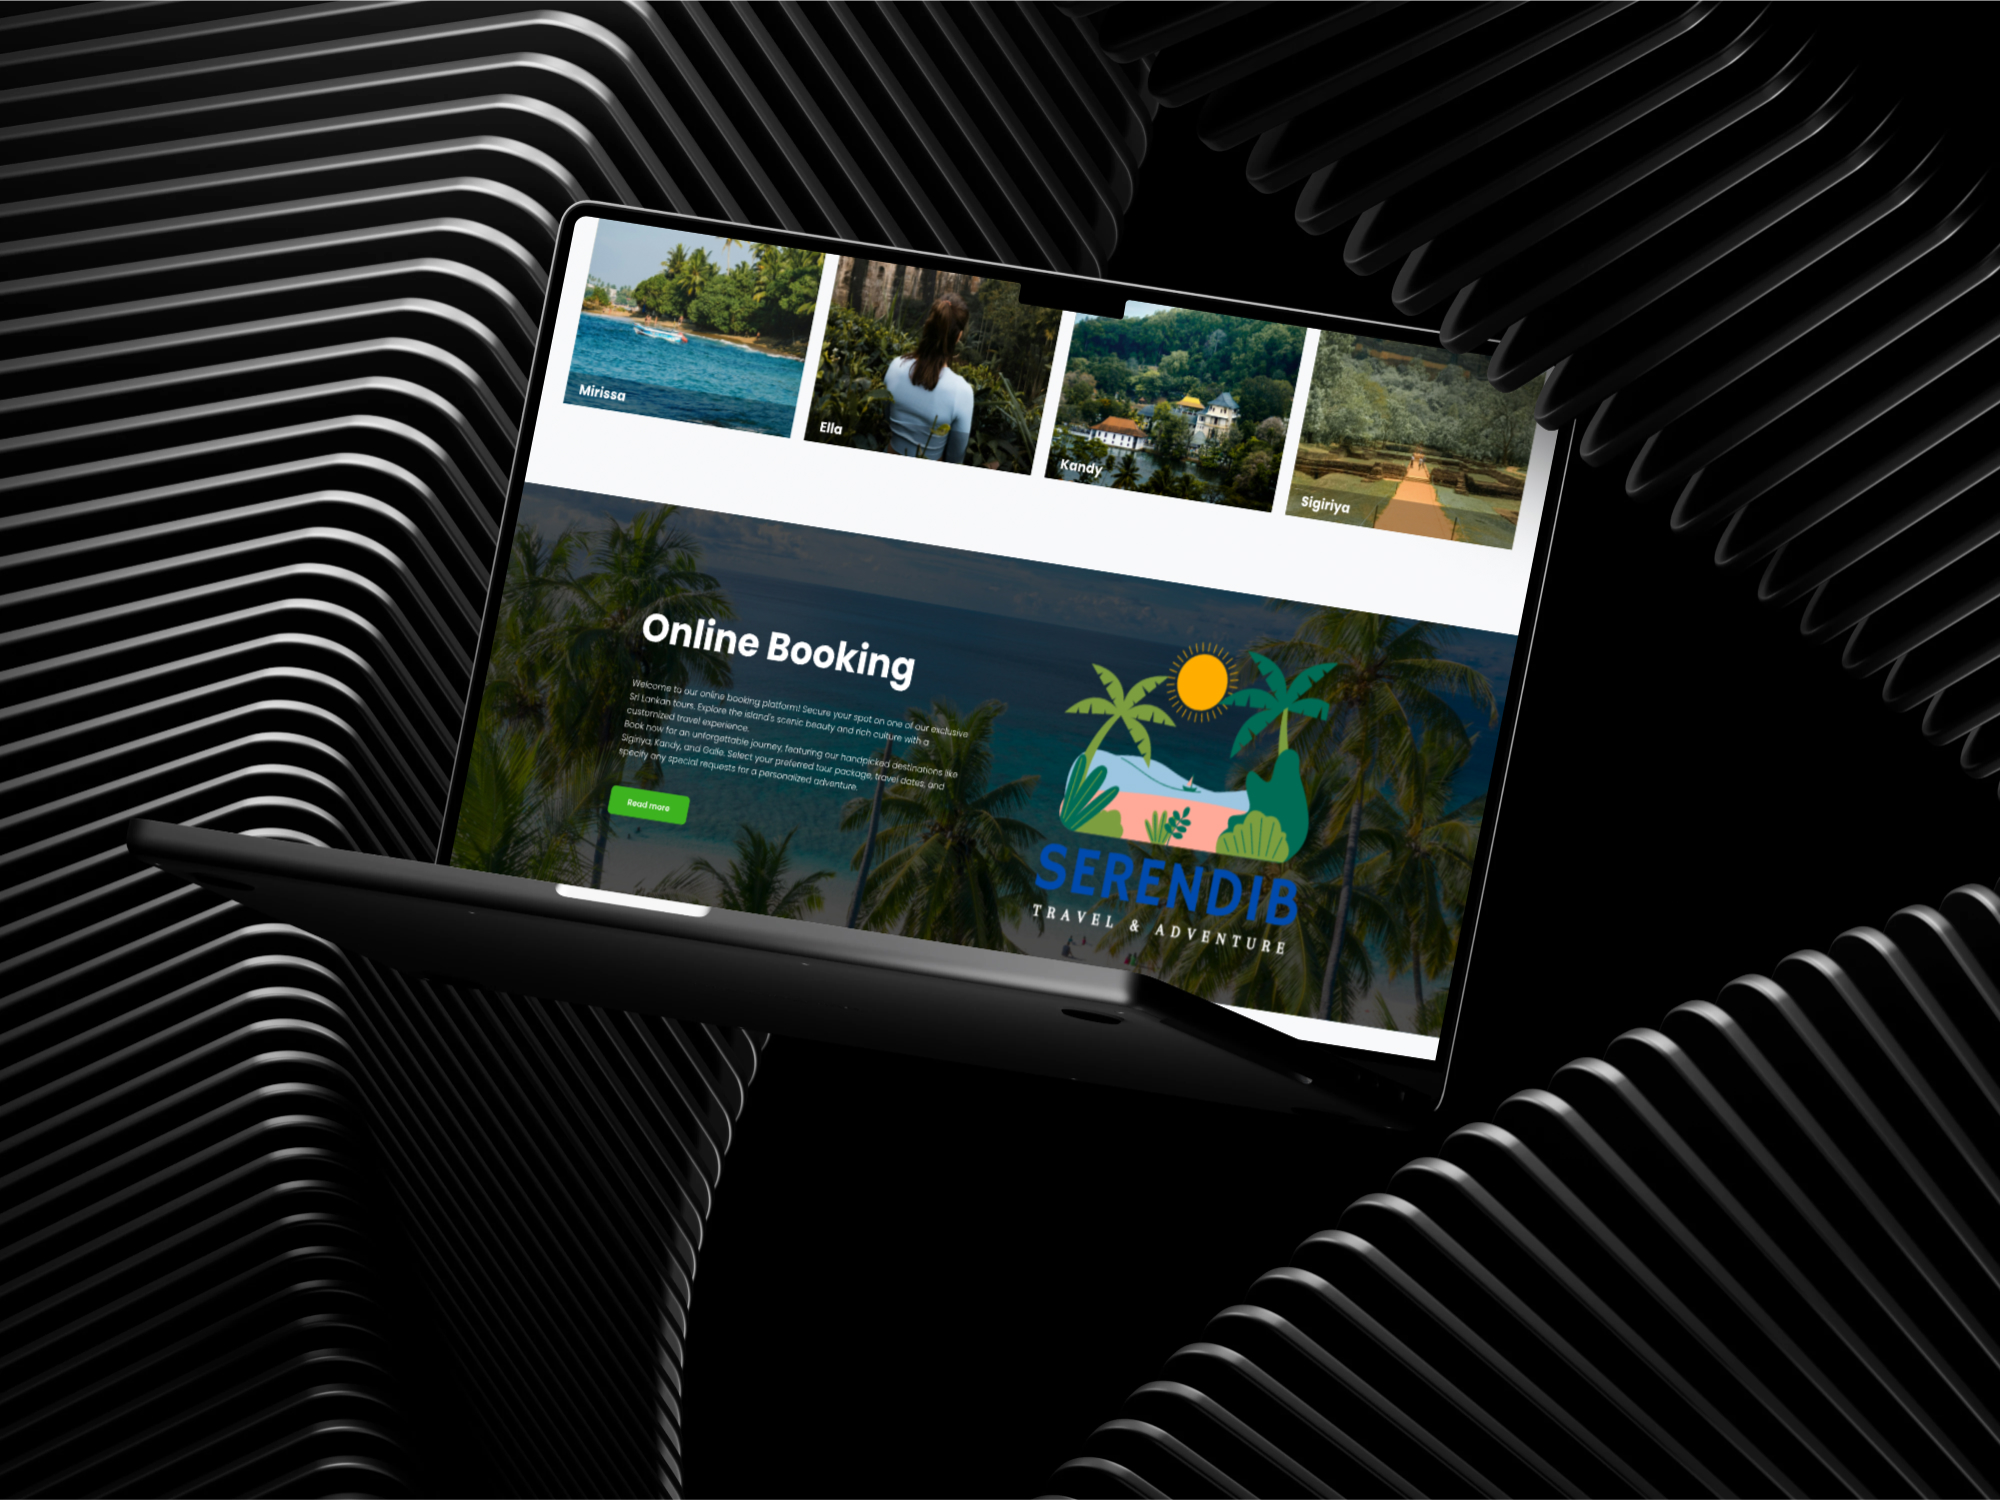 Mirissa
Ella
Kandy
Sigiriya
Online Booking
Welcome to our online booking platform! Secure your spot on one of our exclusive
Sri Lankan tours. Explore the island's scenic beauty and rich culture with a
customized travel experience.
Book now for an unforgettable journey, featuring our handpicked destinations like
Sigiriya, Kandy, and Galle. Select your preferred tour package, travel dates, and
specify any special requests for a personalized adventure.
Read more
SERENDIB
TRAVEL & ADVENTURE